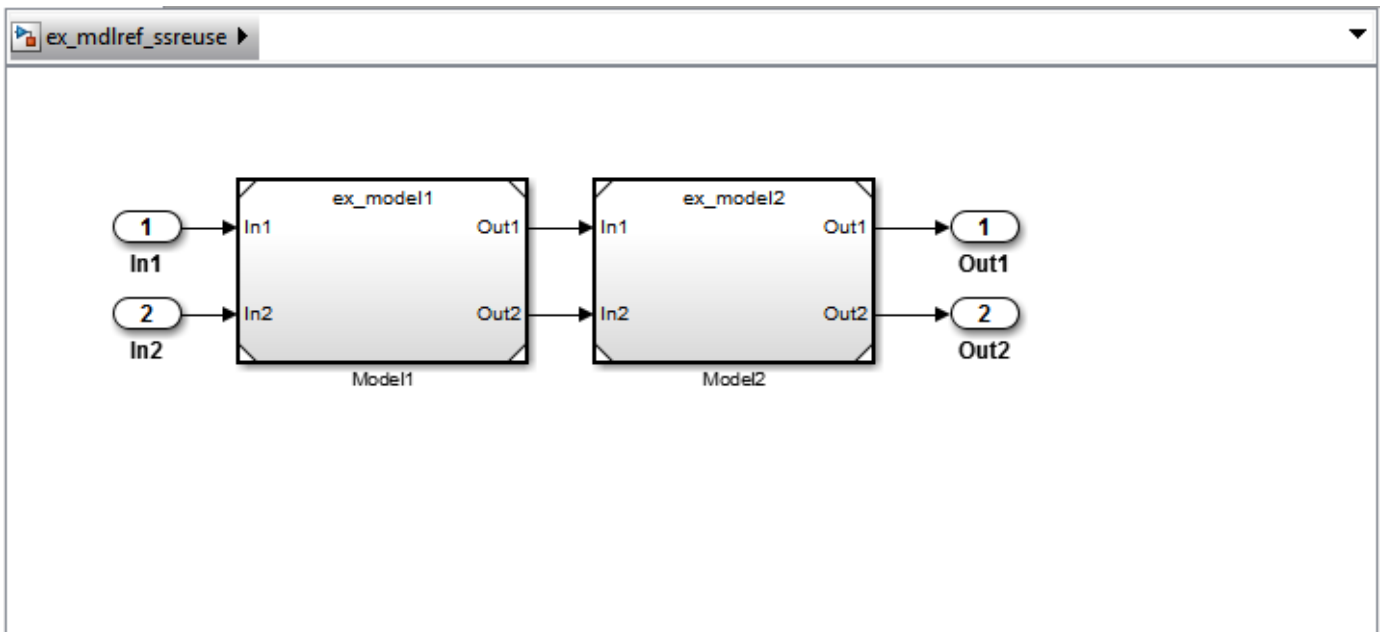 ex_mdlref_ssreuse
ex_model1 ex_model2
1 In1 Out1 In1 Out1 1
In1 Out1
2 In2 Out2 In2 Out2 2
In2 Out2
Model1 Model2